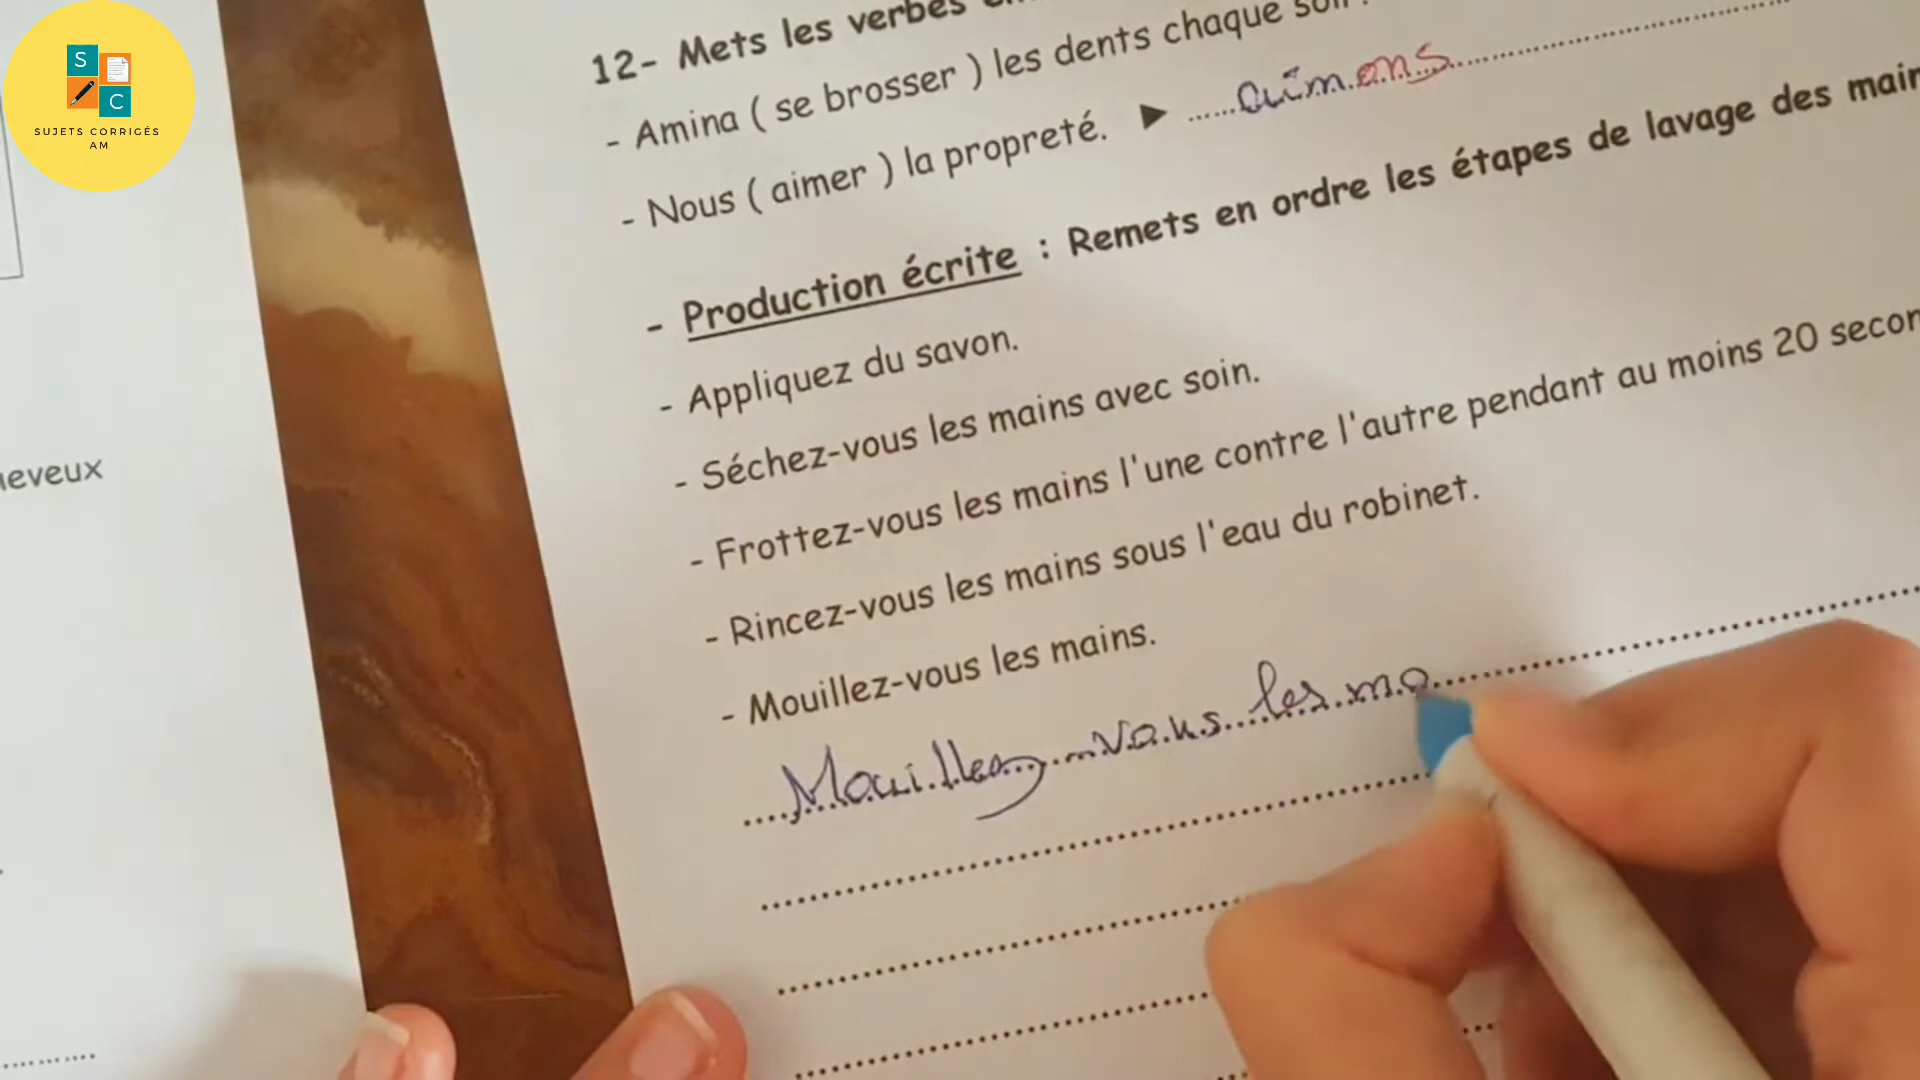 S
C
SUJETS CORRIGÉS
AM
12- Mets les verbes
- Amina ( se brosser ) les dents chaque soir.
- Nous ( aimer ) la propreté. ► ......aimons..............................
- Production écrite : Remets en ordre les étapes de lavage des
- Appliquez du savon.
- Séchez-vous les mains avec soin.
- Frottez-vous les mains l'une contre l'autre pendant au moins 20
- Rincez-vous les mains sous l'eau du robinet.
- Mouillez-vous les mains.
Mouillez-vous les ma